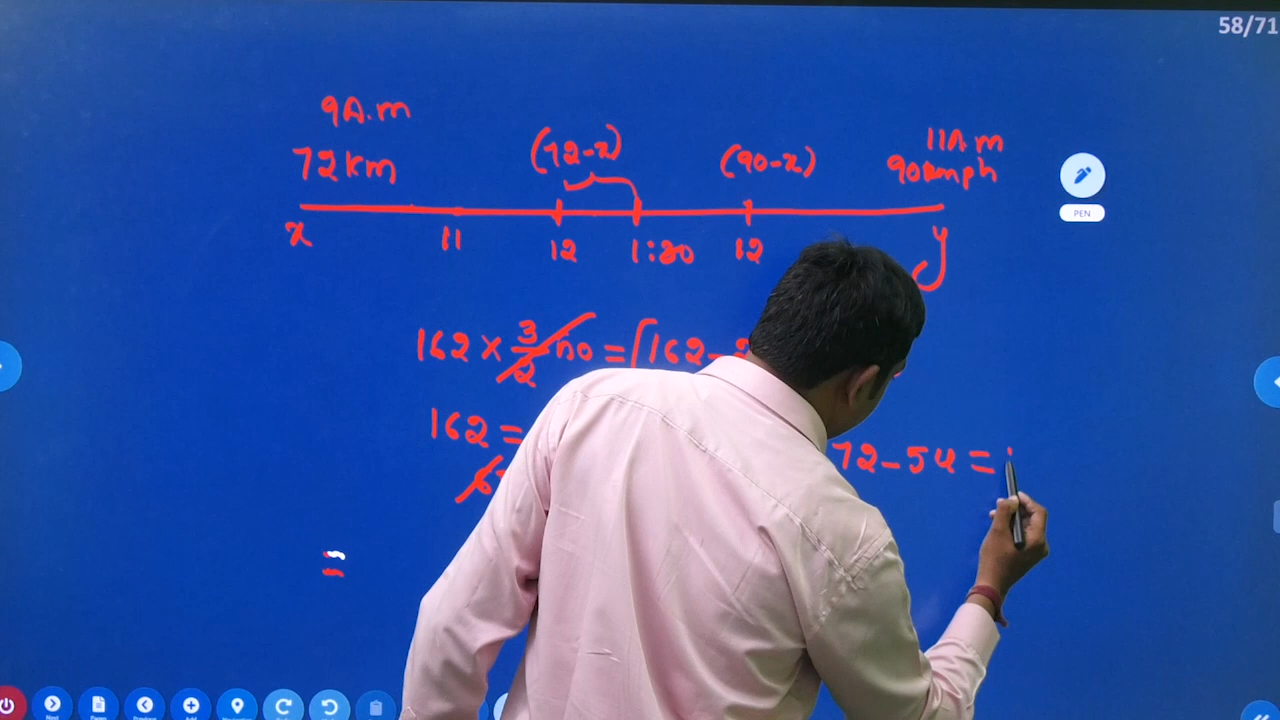 58/71
9A.m
11A.m
72km
(72-x)
(90-x)
90kmph
PEN
x
11
12
1:30
12
y
162 × 3/2 no = [162 -
162 =
72 - 54 =
=